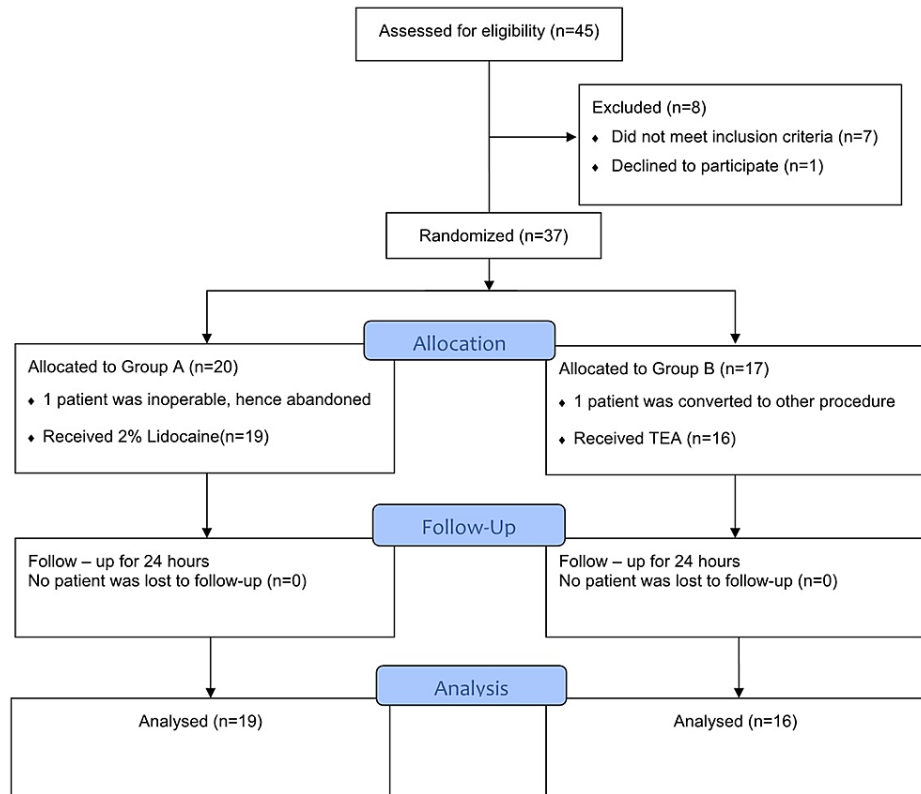 Assessed for eligibility (n=45)
Excluded (n=8)
♦ Did not meet inclusion criteria (n=7)
♦ Declined to participate (n=1)
Randomized (n=37)
Allocation
Allocated to Group A (n=20)
♦ 1 patient was inoperable, hence abandoned
♦ Received 2% Lidocaine(n=19)
Allocated to Group B (n=17)
♦ 1 patient was converted to other procedure
♦ Received TEA (n=16)
Follow-Up
Follow – up for 24 hours
No patient was lost to follow-up (n=0)
Follow – up for 24 hours
No patient was lost to follow-up (n=0)
Analysis
Analysed (n=19)
Analysed (n=16)